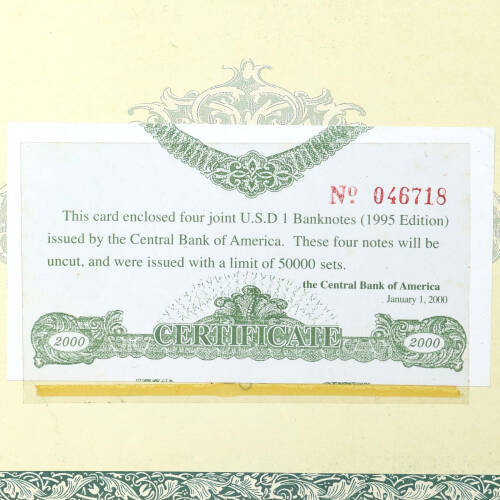 Nº 046718
This card enclosed four joint U.S.D 1 Banknotes (1995 Edition)
issued by the Central Bank of America. These four notes will be
uncut, and were issued with a limit of 50000 sets.
the Central Bank of America
January 1, 2000
CERTIFICATE
2000 2000